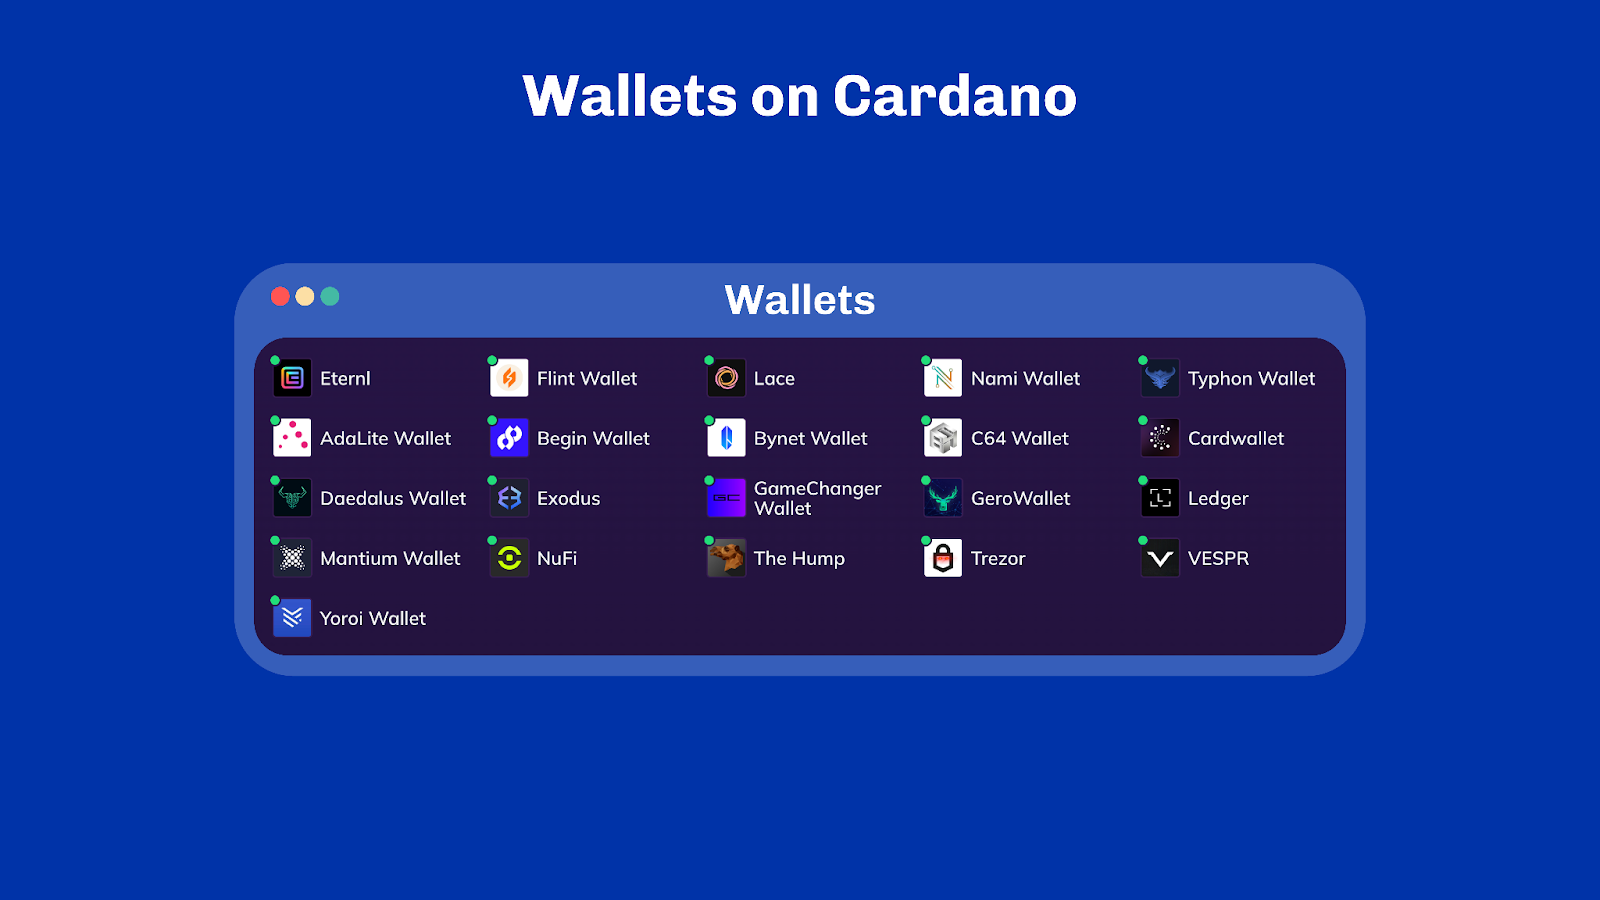 Wallets on Cardano
Wallets
Eternl
Flint Wallet
Lace
Nami Wallet
Typhon Wallet
AdaLite Wallet
Begin Wallet
Bynet Wallet
C64 Wallet
Cardwallet
Daedalus Wallet
Exodus
GC
GameChanger
Wallet
GeroWallet
L
Ledger
Mantium Wallet
NuFi
The Hump
Trezor
VESPR
Yoroi Wallet